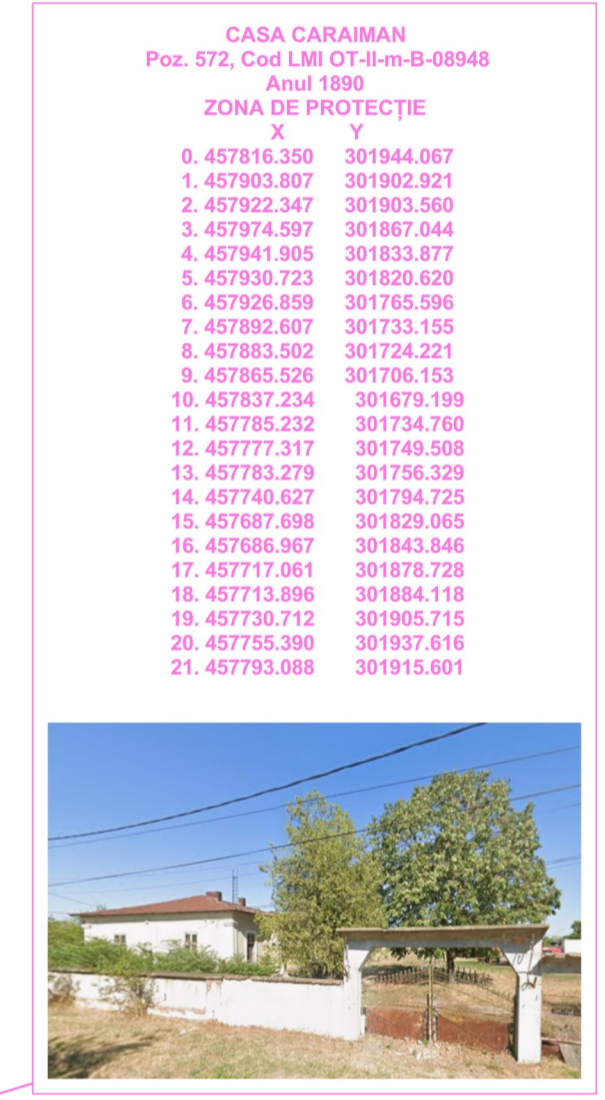 CASA CARAIMAN
Poz. 572, Cod LMI OT-II-m-B-08948
Anul 1890
ZONA DE PROTECȚIE
X Y
0. 457816.350 301944.067
1. 457903.807 301902.921
2. 457922.347 301903.560
3. 457974.597 301867.044
4. 457941.905 301833.877
5. 457930.723 301820.620
6. 457926.859 301765.596
7. 457892.607 301733.155
8. 457883.502 301724.221
9. 457865.526 301706.153
10. 457837.234 301679.199
11. 457785.232 301734.760
12. 457777.317 301749.508
13. 457783.279 301756.329
14. 457740.627 301794.725
15. 457687.698 301829.065
16. 457686.967 301843.846
17. 457717.061 301878.728
18. 457713.896 301884.118
19. 457730.712 301905.715
20. 457755.390 301937.616
21. 457793.088 301915.601